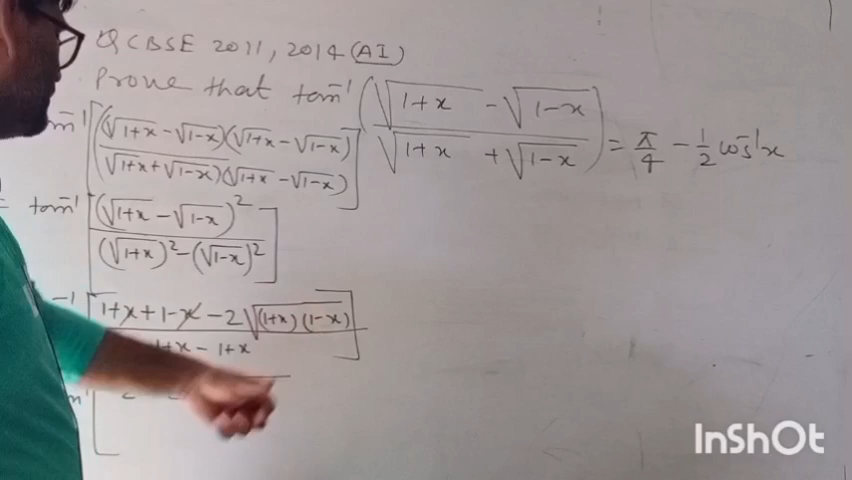 Q CBSE 2011, 2014 (AI)
Prove that tan⁻¹ (√(1+x) - √(1-x) / √(1+x) + √(1-x)) = π/4 - 1/2 cos⁻¹x
[(√(1+x) - √(1-x))(√(1+x) - √(1-x)) / (√(1+x) + √(1-x))(√(1+x) - √(1-x))]
= tan⁻¹ [(√(1+x) - √(1-x))² / (√(1+x))² - (√(1-x))²]
⁻¹ [1+x+1-x - 2√((1+x)(1-x)) / 1+x - 1+x]
InShOt